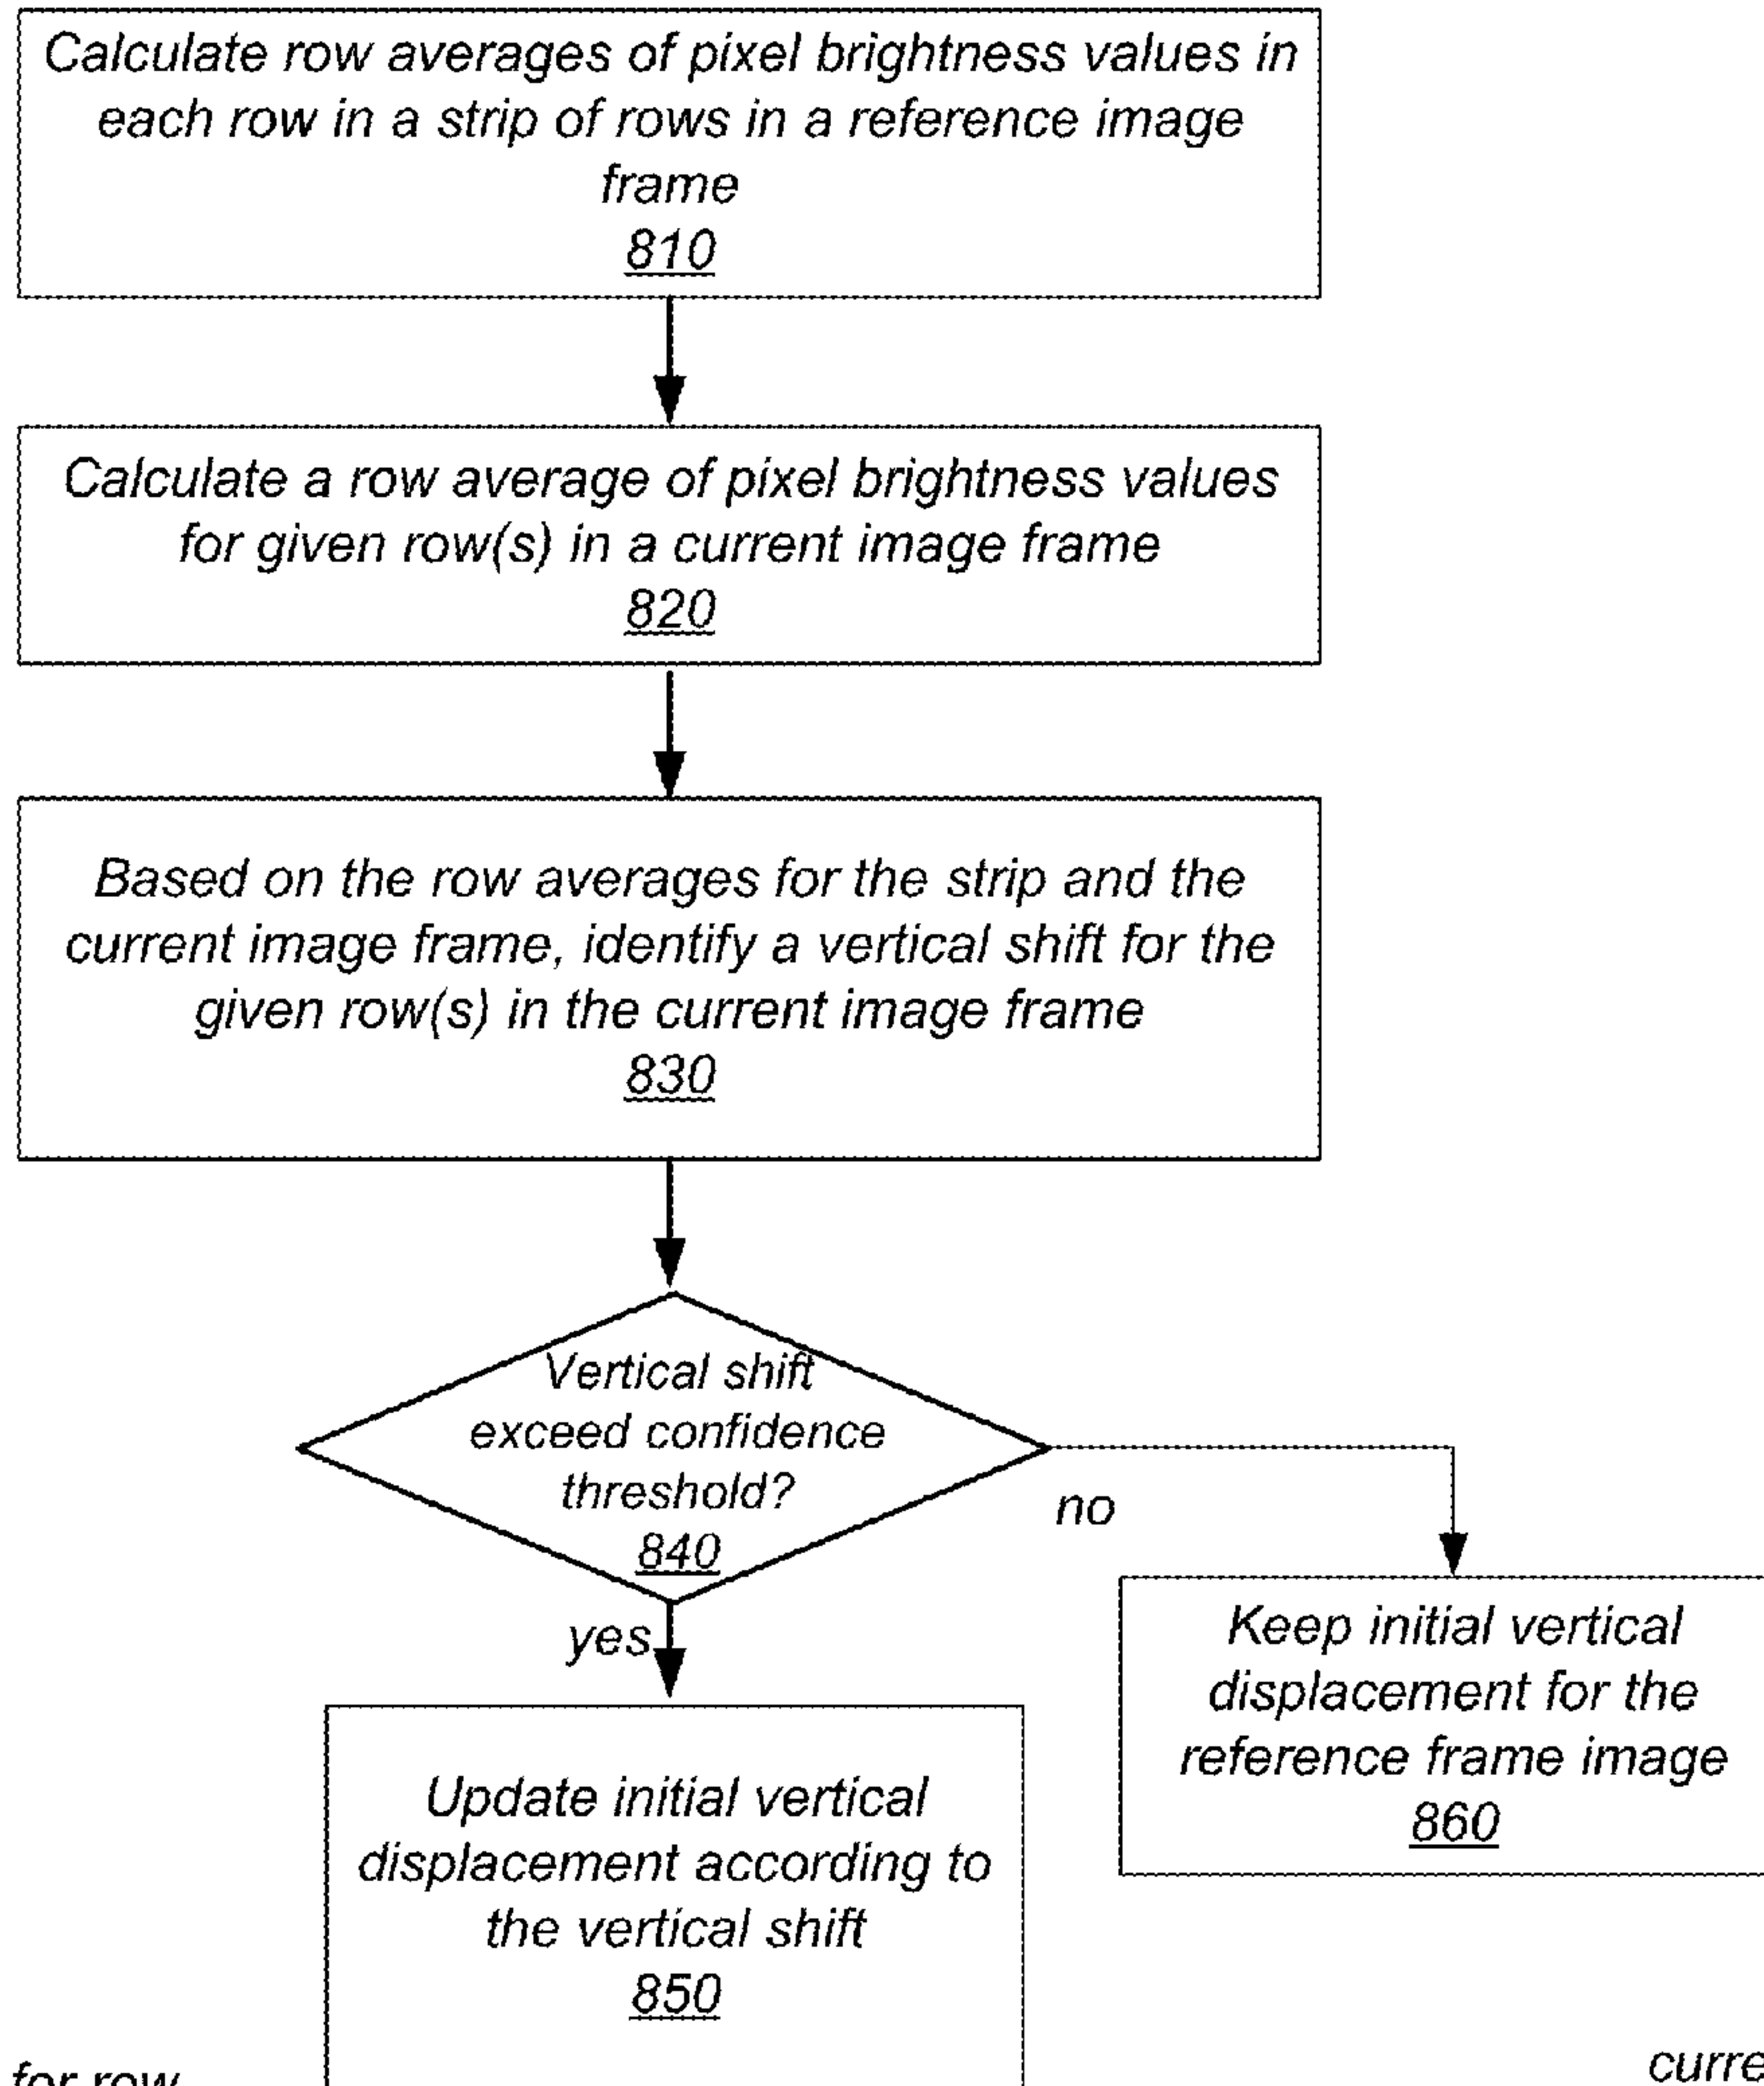 Calculate row averages of pixel brightness values in
each row in a strip of rows in a reference image
frame
810
Calculate a row average of pixel brightness values
for given row(s) in a current image frame
820
Based on the row averages for the strip and the
current image frame, identify a vertical shift for the
given row(s) in the current image frame
830
Vertical shift
exceed confidence
threshold?
840
no
yes
Keep initial vertical
displacement for the
reference frame image
860
Update initial vertical
displacement according to
the vertical shift
850
for row